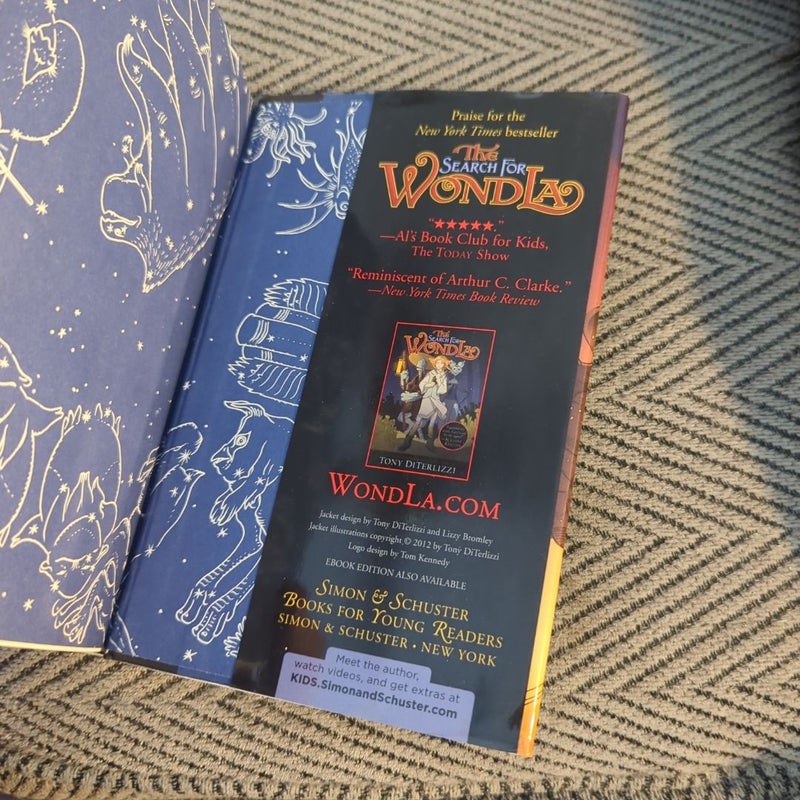 Praise for the
New York Times bestseller
The
SEARCH FOR
WONDLA
"★★★★★."
—Al's Book Club for Kids,
The TODAY Show
"Reminiscent of Arthur C. Clarke."
—New York Times Book Review
The
SEARCH FOR
WONDLA
TONY DITERLIZZI
WONDLA.COM
Jacket design by Tony DiTerlizzi and Lizzy Bromley
Jacket illustrations copyright © 2012 by Tony DiTerlizzi
Logo design by Tom Kennedy
EBOOK EDITION ALSO AVAILABLE
SIMON & SCHUSTER
BOOKS FOR YOUNG READERS
SIMON & SCHUSTER • NEW YORK
Meet the author,
watch videos, and get extras at
KIDS.SimonandSchuster.com